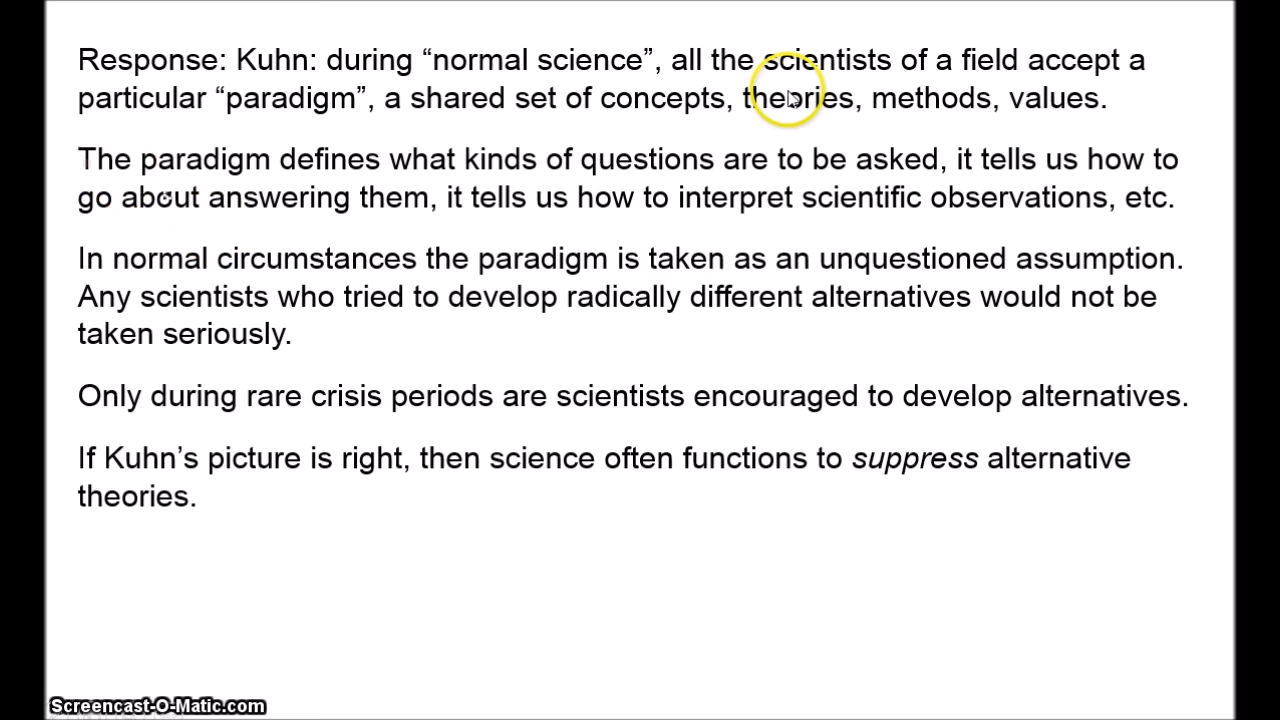 Response: Kuhn: during “normal science”, all the scientists of a field accept a
particular “paradigm”, a shared set of concepts, theories, methods, values.
The paradigm defines what kinds of questions are to be asked, it tells us how to
go about answering them, it tells us how to interpret scientific observations, etc.
In normal circumstances the paradigm is taken as an unquestioned assumption.
Any scientists who tried to develop radically different alternatives would not be
taken seriously.
Only during rare crisis periods are scientists encouraged to develop alternatives.
If Kuhn’s picture is right, then science often functions to suppress alternative
theories.
Screencast-O-Matic.com